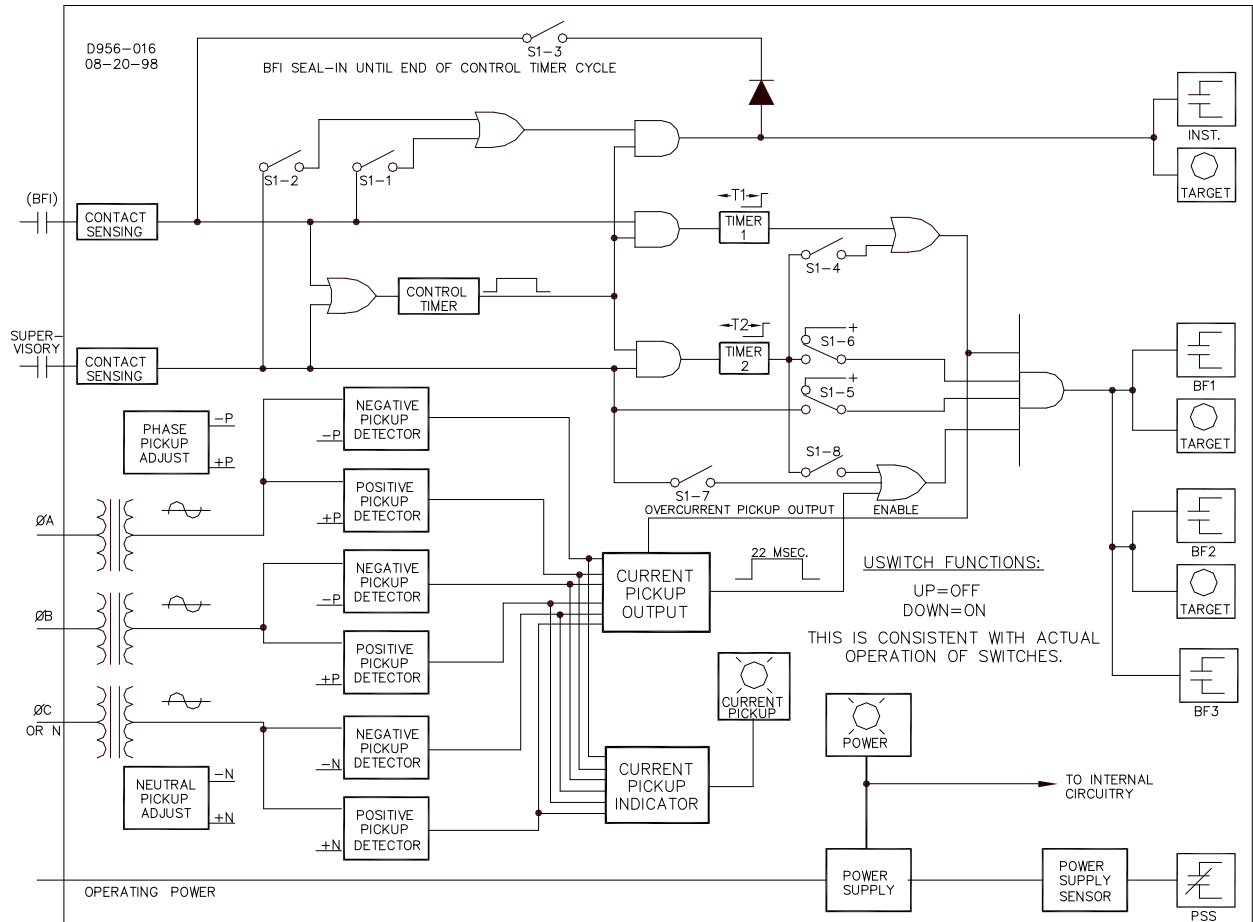 D956-016
08-20-98
S1-3
BFI SEAL-IN UNTIL END OF CONTROL TIMER CYCLE
INST.
TARGET
S1-2
S1-1
(BFI)
CONTACT
SENSING
T1
TIMER
1
S1-4
CONTROL
TIMER
SUPER-
VISORY
CONTACT
SENSING
T2
TIMER
2
+
S1-6
+
S1-5
BF1
TARGET
PHASE
PICKUP
ADJUST
-P
+P
NEGATIVE
PICKUP
DETECTOR
-P
S1-8
S1-7
OVERCURRENT PICKUP OUTPUT
ENABLE
ØA
POSITIVE
PICKUP
DETECTOR
+P
BF2
TARGET
22 MSEC.
CURRENT
PICKUP
OUTPUT
USWITCH FUNCTIONS:
UP=OFF
DOWN=ON
THIS IS CONSISTENT WITH ACTUAL
OPERATION OF SWITCHES.
NEGATIVE
PICKUP
DETECTOR
-P
ØB
POSITIVE
PICKUP
DETECTOR
+P
BF3
CURRENT
PICKUP
POWER
ØC
OR N
NEGATIVE
PICKUP
DETECTOR
-N
NEUTRAL
PICKUP
ADJUST
-N
+N
CURRENT
PICKUP
INDICATOR
TO INTERNAL
CIRCUITRY
POSITIVE
PICKUP
DETECTOR
+N
OPERATING POWER
POWER
SUPPLY
POWER
SUPPLY
SENSOR
PSS